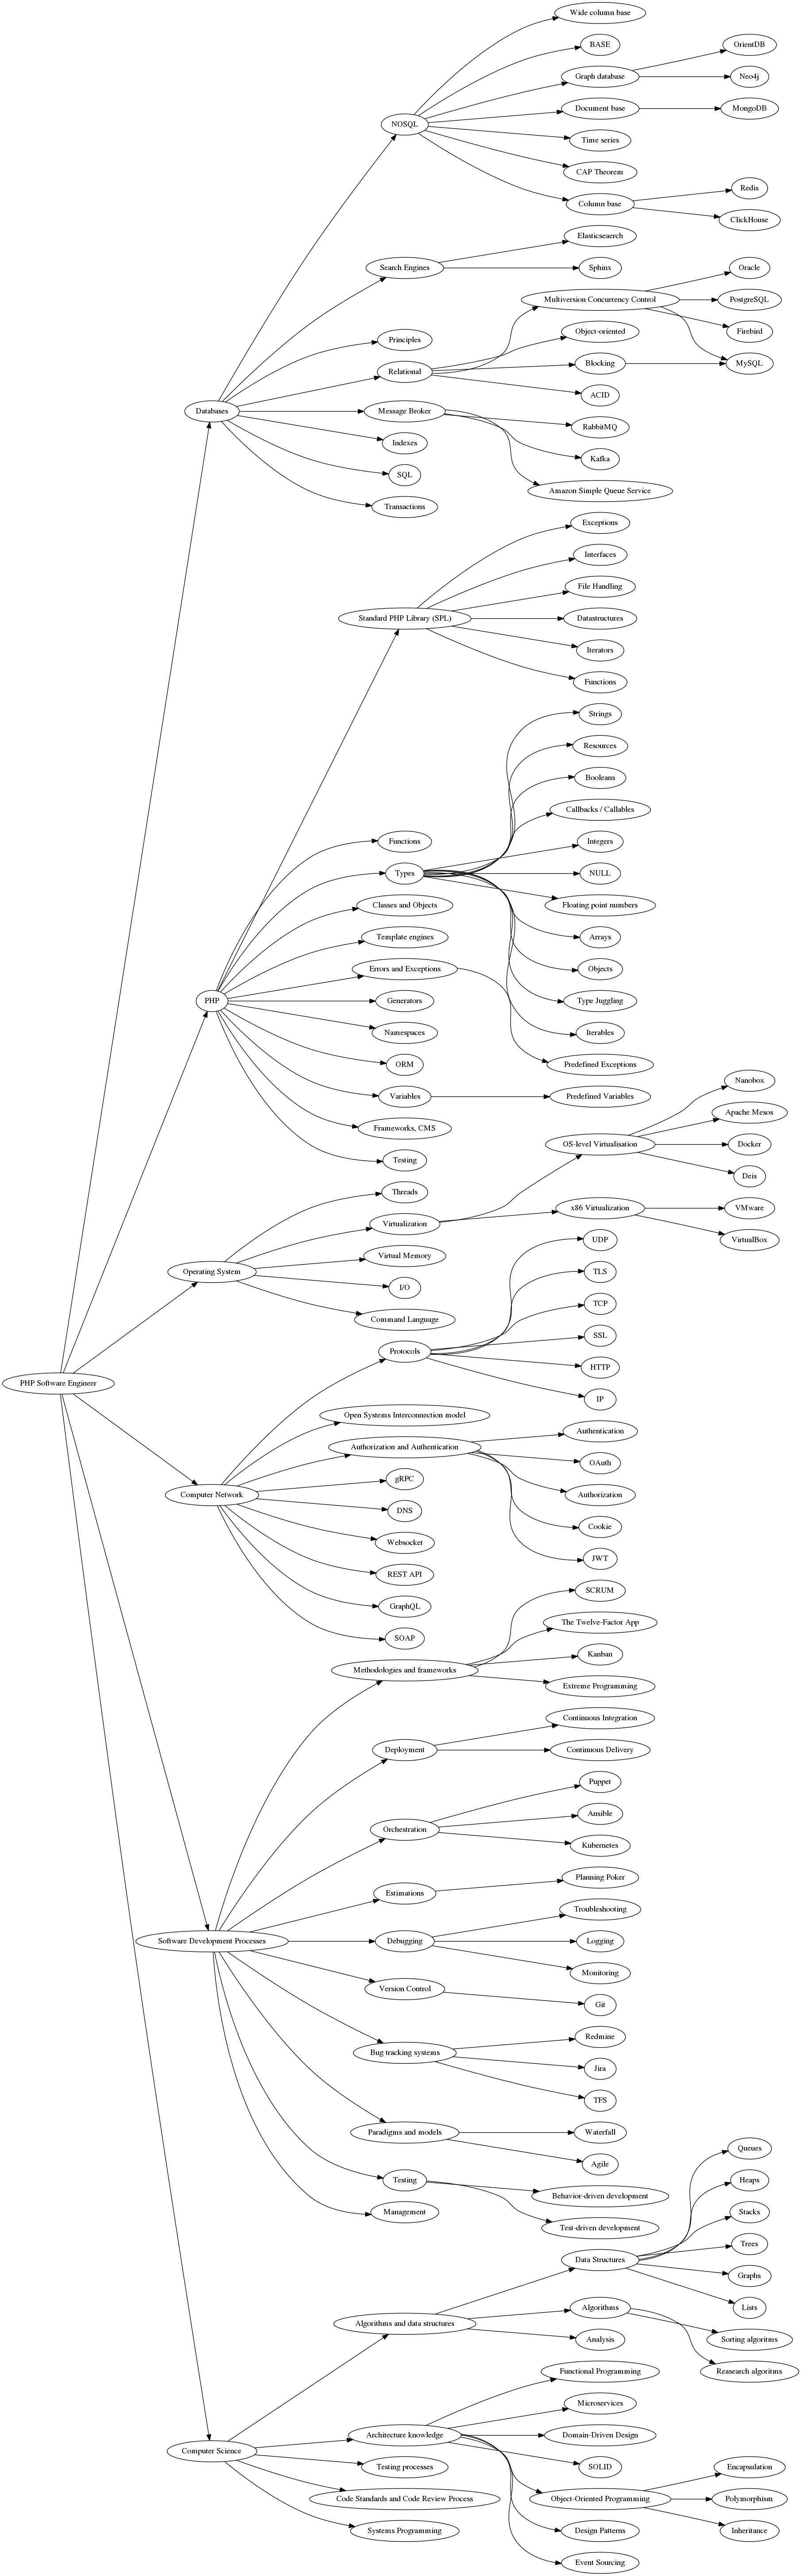 Wide column base
BASE
OrientDB
Graph database
Neo4j
Document base
MongoDB
NOSQL
Time series
CAP Theorem
Redis
Column base
ClickHouse
Elasticseaerch
Search Engines
Sphinx
Oracle
Multiversion Concurrency Control
PostgreSQL
Object-oriented
Firebird
Principles
Blocking
MySQL
Relational
ACID
Databases
Message Broker
RabbitMQ
Indexes
Kafka
SQL
Amazon Simple Queue Service
Transactions
Exceptions
Interfaces
File Handling
Standard PHP Library (SPL)
Datastructures
Iterators
Functions
Strings
Resources
Booleans
Callbacks / Callables
Functions
Integers
Types
NULL
Classes and Objects
Floating point numbers
Template engines
Arrays
Errors and Exceptions
Objects
PHP
Generators
Type Juggling
Namespaces
Iterables
ORM
Predefined Exceptions
Variables
Predefined Variables
Nanobox
Frameworks, CMS
Apache Mesos
OS-level Virtualisation
Docker
Testing
Deis
Threads
x86 Virtualization
VMware
Virtualization
VirtualBox
UDP
Virtual Memory
Operating System
TLS
I/O
TCP
Command Language
SSL
Protocols
HTTP
PHP Software Engineer
IP
Open Systems Interconnection model
Authentication
Authorization and Authentication
OAuth
gRPC
Computer Network
Authorization
DNS
Cookie
Websocket
JWT
REST API
SCRUM
GraphQL
The Twelve-Factor App
SOAP
Kanban
Methodologies and frameworks
Extreme Programming
Continuous Integration
Deployment
Continuous Delivery
Puppet
Ansible
Orchestration
Kubernetes
Planning Poker
Estimations
Troubleshooting
Software Development Processes
Debugging
Logging
Monitoring
Version Control
Git
Redmine
Bug tracking systems
Jira
TFS
Paradigms and models
Waterfall
Queues
Agile
Heaps
Testing
Behavior-driven development
Management
Stacks
Test-driven development
Trees
Data Structures
Graphs
Lists
Algorithms
Algorithms and data structures
Sorting algoritms
Analysis
Reasearch algoritms
Functional Programming
Microservices
Architecture knowledge
Domain-Driven Design
Computer Science
Testing processes
SOLID
Encapsulation
Code Standards and Code Review Process
Object-Oriented Programming
Polymorphism
Systems Programming
Design Patterns
Inheritance
Event Sourcing